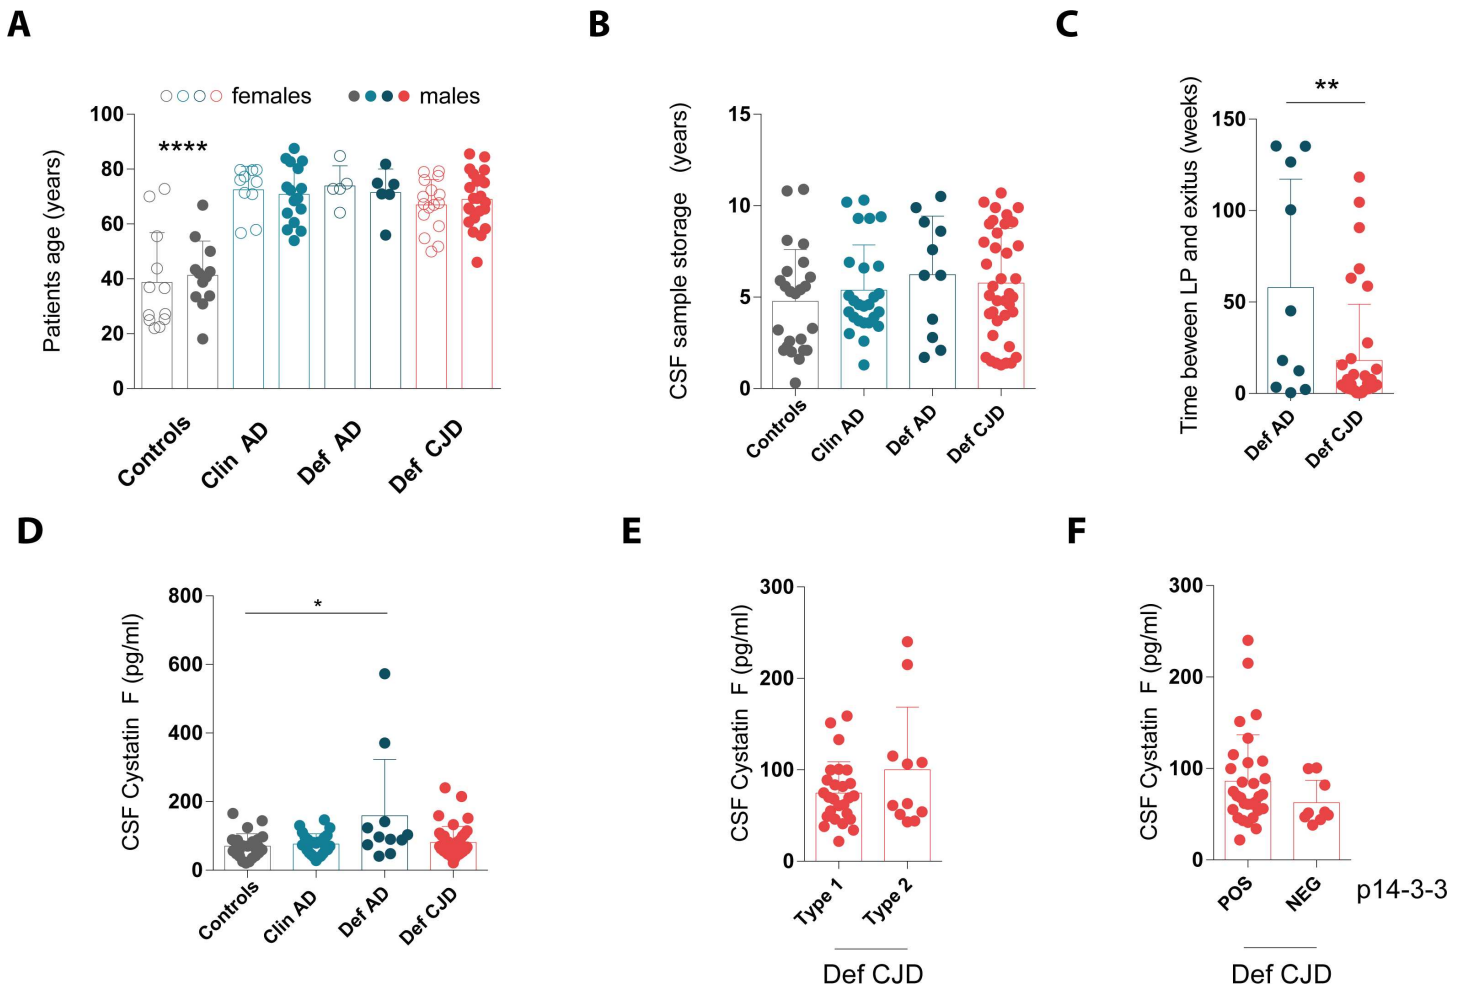 A
B
C
females
males
Patients age (years)
100
80
60
40
20
0
****
Controls
Clin AD
Def AD
Def CJD
CSF sample storage (years)
15
10
5
0
Controls
Clin AD
Def AD
Def CJD
Time beween LP and exitus (weeks)
150
100
50
0
**
Def AD
Def CJD
D
E
F
CSF Cystatin F (pg/ml)
800
600
400
200
0
*
Controls
Clin AD
Def AD
Def CJD
CSF Cystatin F (pg/ml)
300
200
100
0
Type 1
Type 2
Def CJD
CSF Cystatin F (pg/ml)
300
200
100
0
POS
NEG
p14-3-3
Def CJD